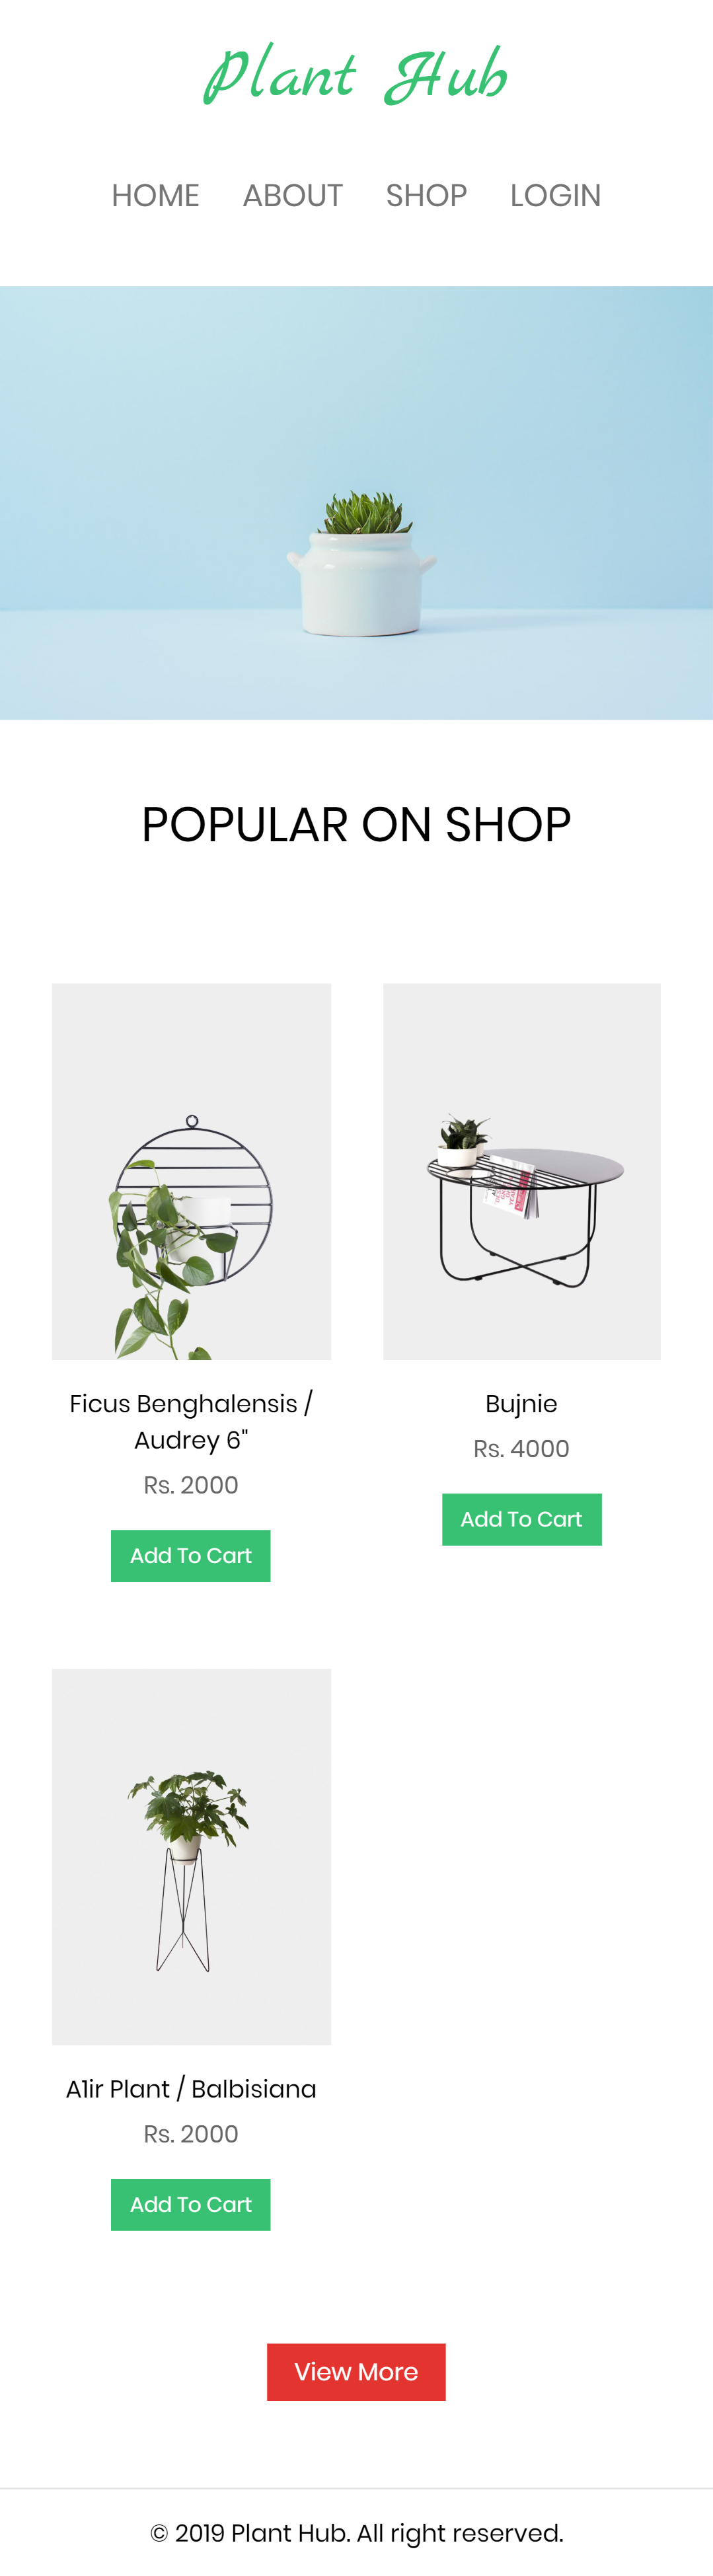 Plant Hub
HOME ABOUT SHOP LOGIN
POPULAR ON SHOP
Ficus Benghalensis /
Audrey 6"
Rs. 2000
Add To Cart
Bujnie
Rs. 4000
Add To Cart
A1ir Plant / Balbisiana
Rs. 2000
Add To Cart
View More
© 2019 Plant Hub. All right reserved.